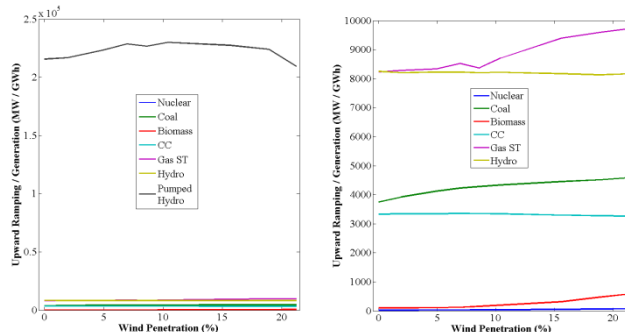 x 10^5
2.5
2
1.5
1
0.5
0
0 5 10 15 20
Upward Ramping / Generation (MW / GWh)
Wind Penetration (%)
Nuclear
Coal
Biomass
CC
Gas ST
Hydro
Pumped
Hydro
10000
9000
8000
7000
6000
5000
4000
3000
2000
1000
0
0 5 10 15 20
Upward Ramping / Generation (MW / GWh)
Wind Penetration (%)
Nuclear
Coal
Biomass
CC
Gas ST
Hydro